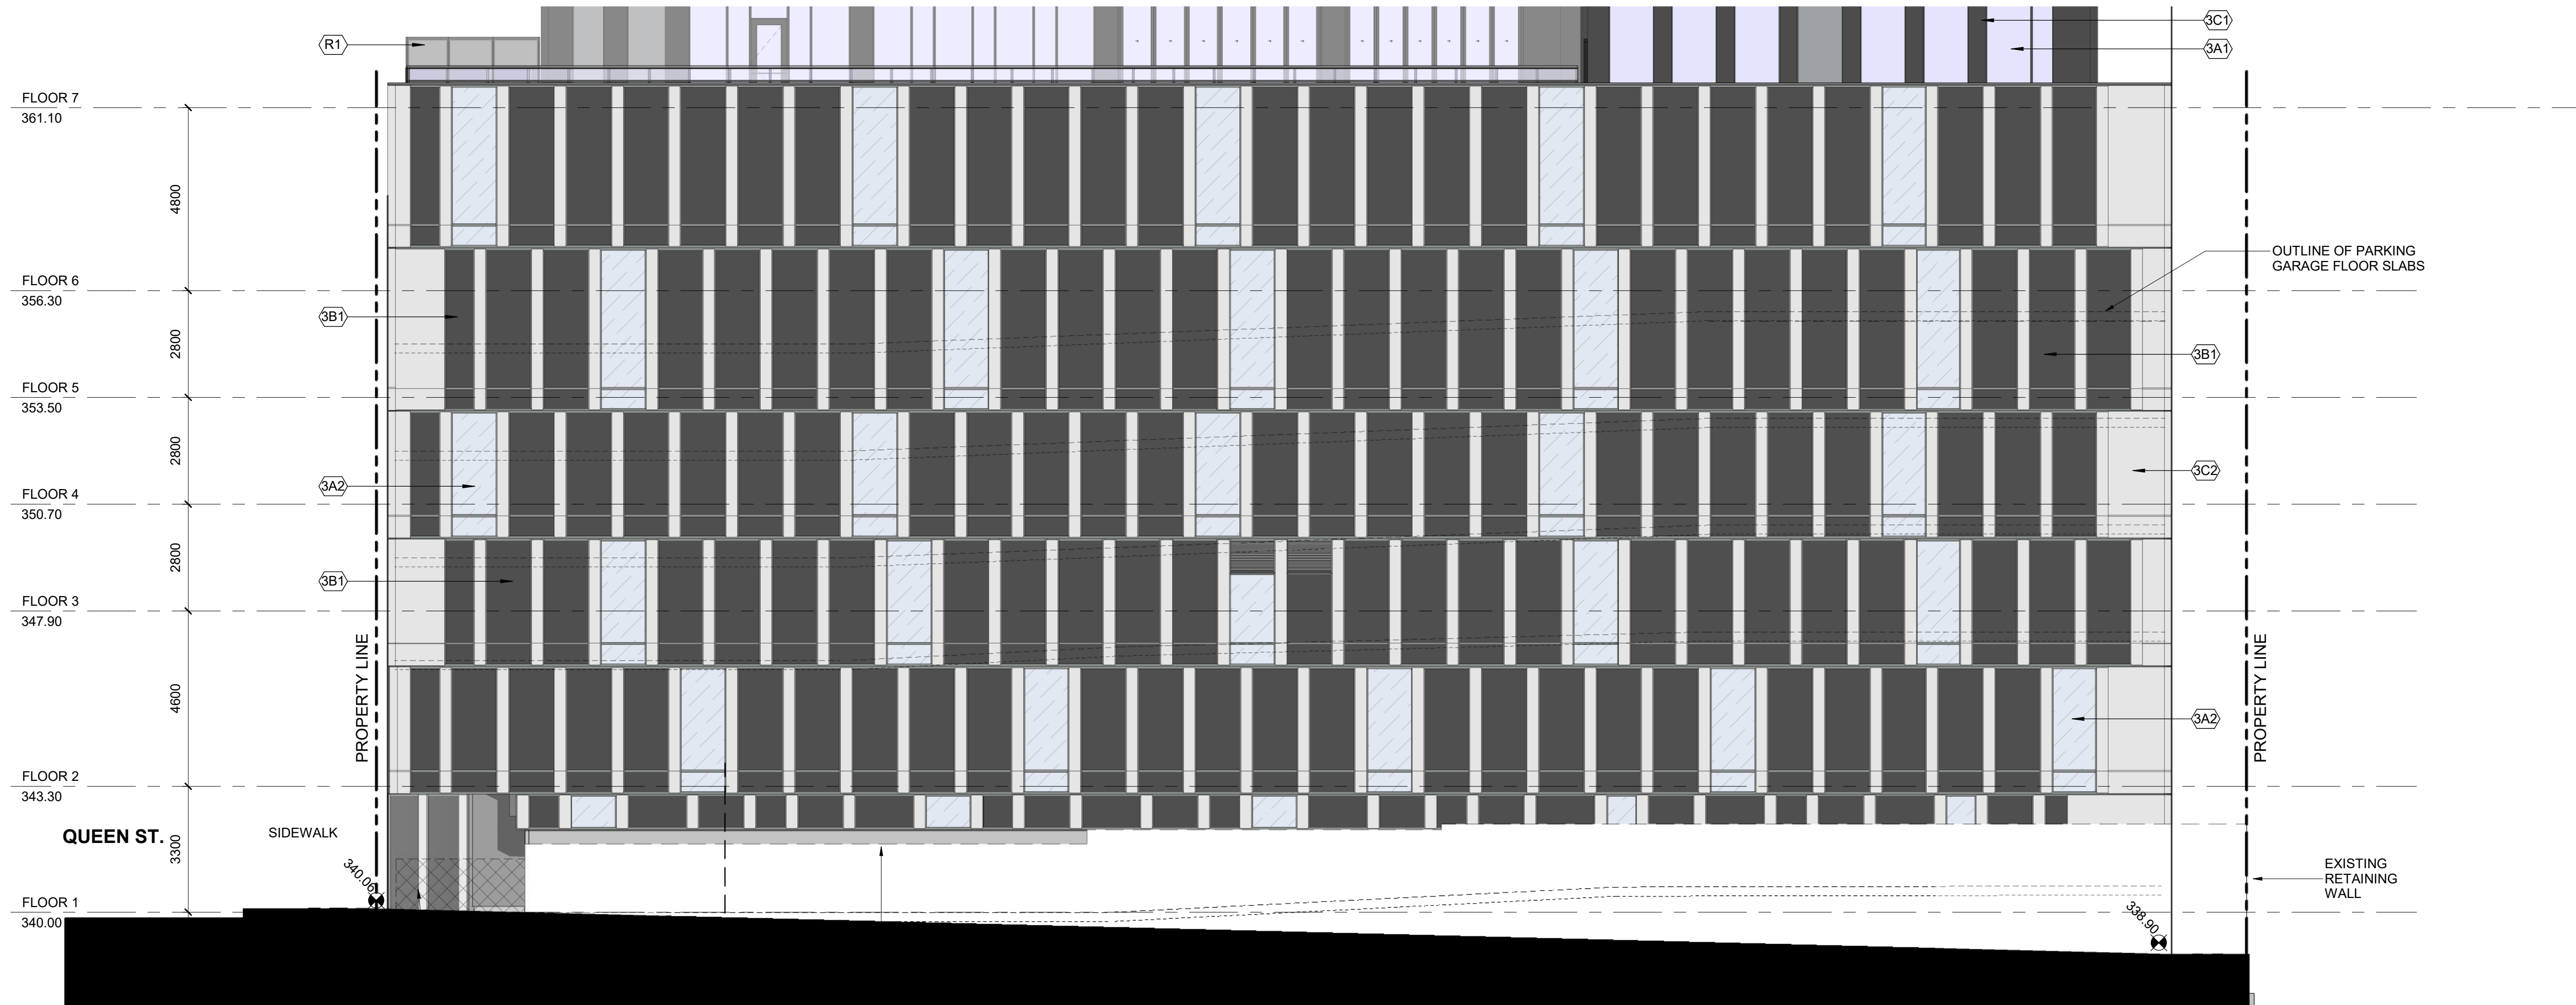 R1
3C1
3A1
FLOOR 7
361.10
4800
OUTLINE OF PARKING
GARAGE FLOOR SLABS
FLOOR 6
356.30
3B1
2800
3B1
FLOOR 5
353.50
2800
3C2
3A2
FLOOR 4
350.70
2800
3B1
FLOOR 3
347.90
PROPERTY LINE
PROPERTY LINE
4600
3A2
FLOOR 2
343.30
QUEEN ST.
SIDEWALK
3300
340.06
EXISTING
RETAINING
WALL
FLOOR 1
340.00
338.90